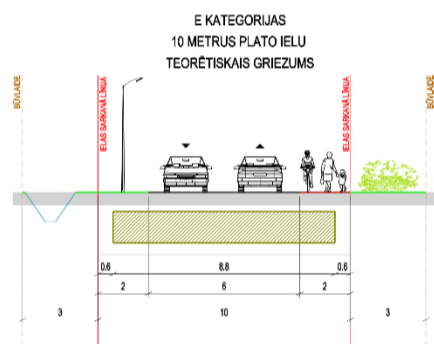 E KATEGORIJAS
10 METRUS PLATO IELU
TEORĒTISKAIS GRIEZUMS
BŪVLAIDE
IELAS SARKANĀ LĪNIJA
IELAS SARKANĀ LĪNIJA
BŪVLAIDE
0.6 8.8 0.6
2 6 2
3 10 3